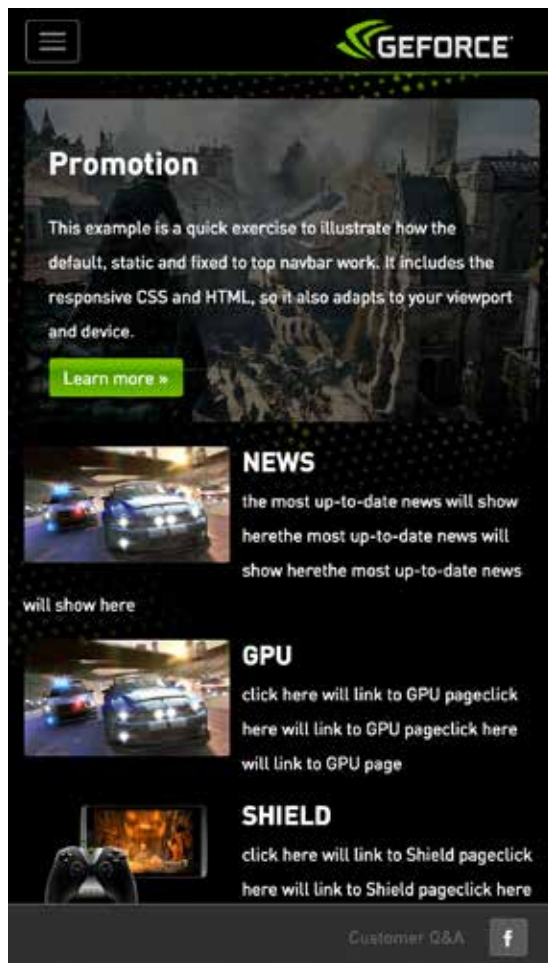 GEFORCE
Promotion
This example is a quick exercise to illustrate how the
default, static and fixed to top navbar work. It includes the
responsive CSS and HTML, so it also adapts to your viewport
and device.
Learn more »
NEWS
the most up-to-date news will show
herethe most up-to-date news will
show herethe most up-to-date news
will show here
GPU
click here will link to GPU pageclick
here will link to GPU pageclick here
will link to GPU page
SHIELD
click here will link to Shield pageclick
here will link to Shield pageclick here
Customer Q&A
f